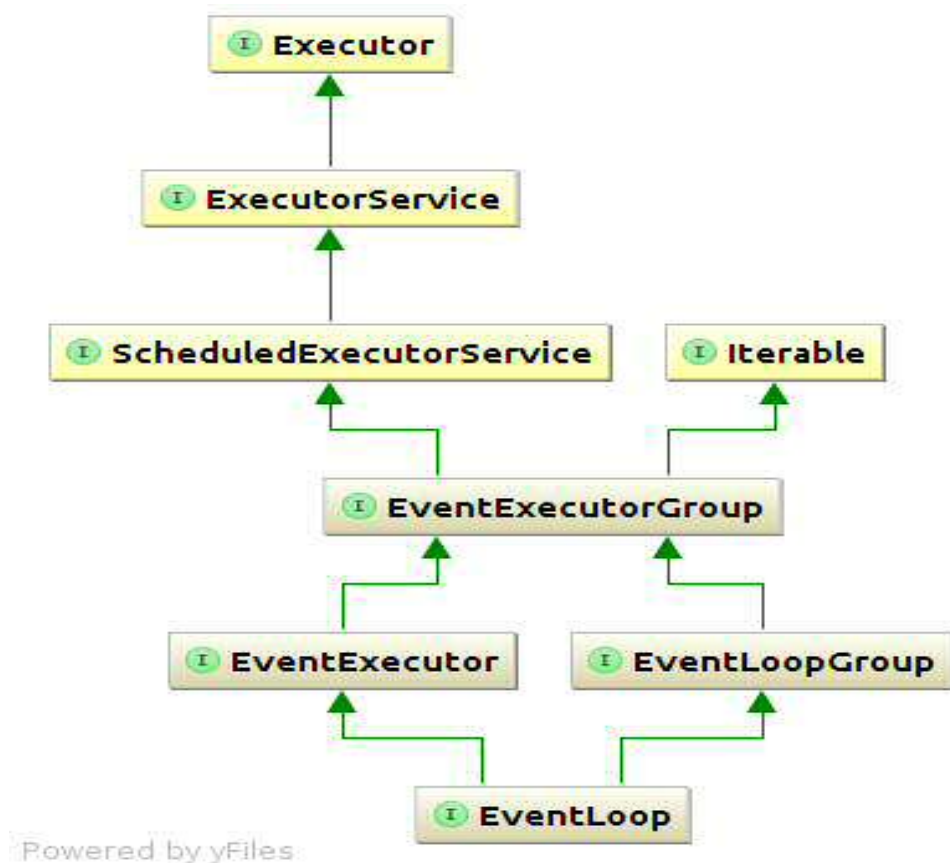 I Executor
I ExecutorService
I ScheduledExecutorService
I Iterable
I EventExecutorGroup
I EventExecutor
I EventLoopGroup
I EventLoop
Powered by yFiles